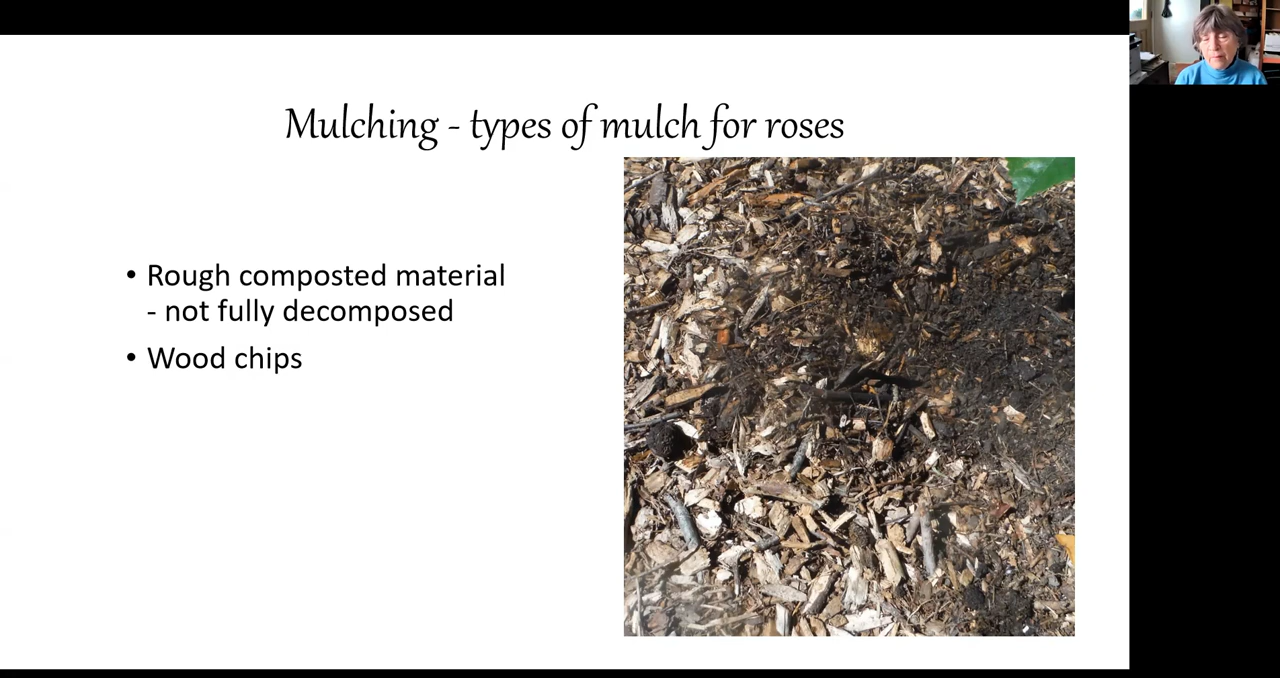 Mulching - types of mulch for roses
• Rough composted material
- not fully decomposed
• Wood chips